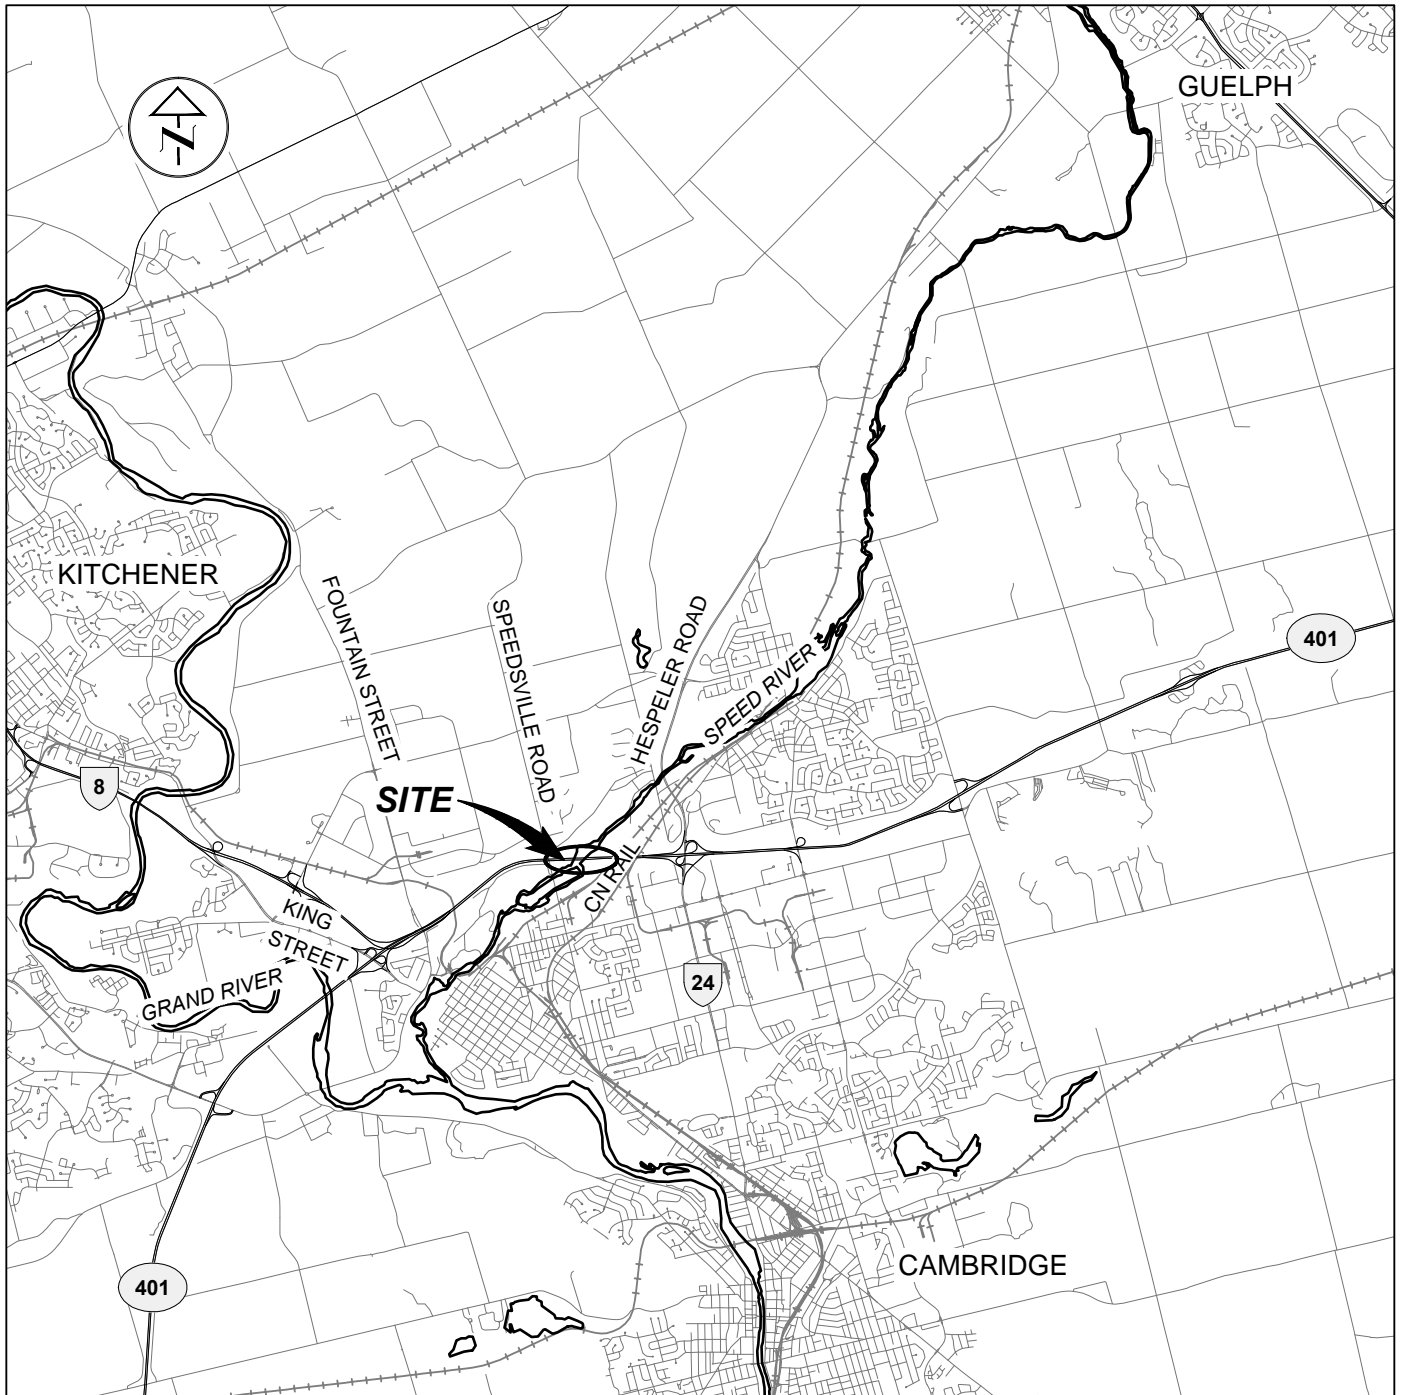 GUELPH
N
KITCHENER
FOUNTAIN STREET
SPEEDSVILLE ROAD
HESPELER ROAD
SPEED RIVER
401
8
SITE
CN RAIL
KING
STREET
GRAND RIVER
24
CAMBRIDGE
401